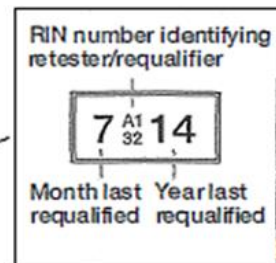 RIN number identifying
retester/requalifier
7 A1 14
32
Month last Year last
requalified requalified